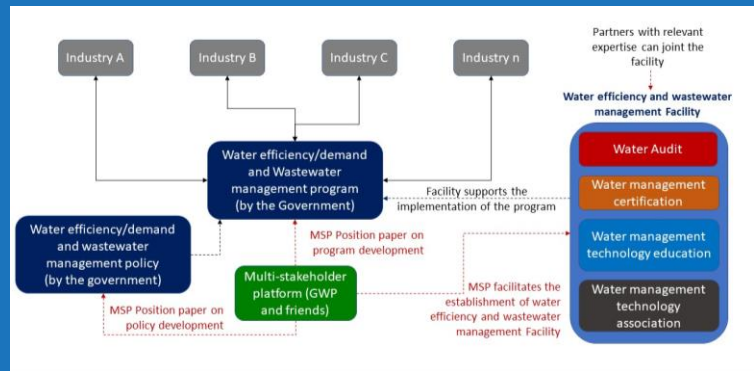 Industry A
Industry B
Industry C
Industry n
Partners with relevant
expertise can joint the
facility
Water efficiency and wastewater
management Facility
Water efficiency/demand
and Wastewater
management program
(by the Government)
Water Audit
Water management
certification
Facility supports the
implementation of the program
Water efficiency/demand
and wastewater
management policy
(by the government)
MSP Position paper on
program development
Water management
technology education
Multi-stakeholder
platform (GWP
and friends)
MSP Position paper on
policy development
MSP facilitates the
establishment of water
efficiency and wastewater
management Facility
Water management
technology
association